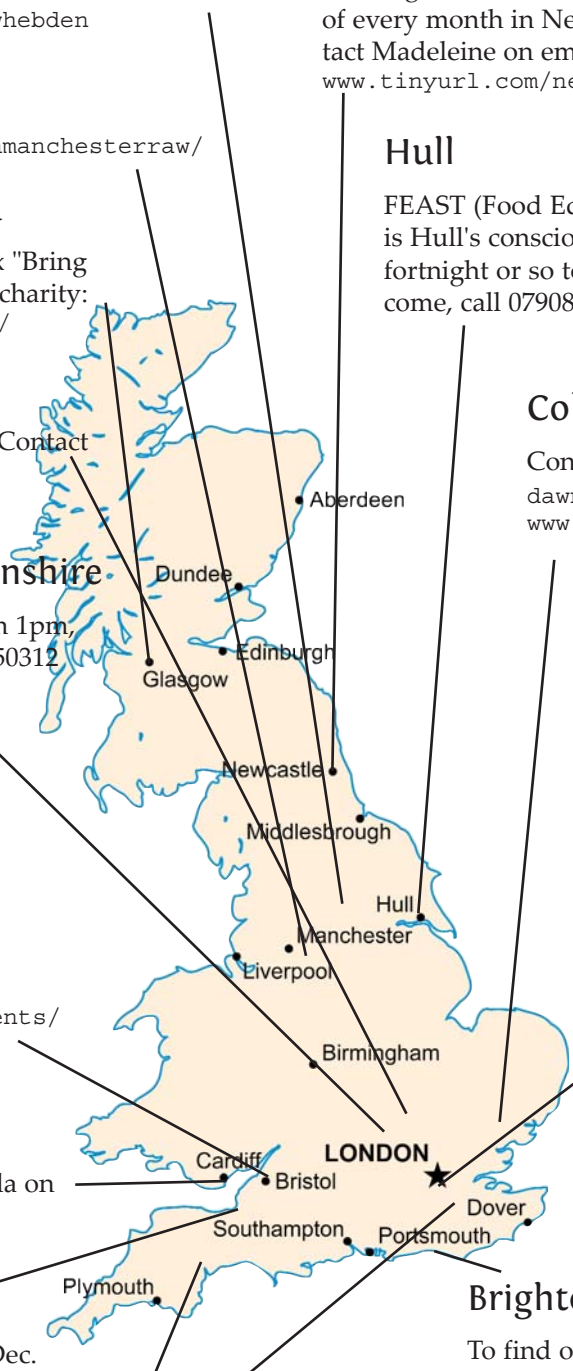 hebden
of every month in Ne
tact Madeleine on em
www.tinyurl.com/ne
manchesterraw/
Hull
FEAST (Food Ec
is Hull's conscio
fortnight or so t
come, call 07908
"Bring
charity:
/
Contact
Co
Con
dawn
www
nshire
1pm,
50312
Aberdeen
Dundee
Edinburgh
Glasgow
Newcastle
Middlesbrough
Hull
Manchester
Liverpool
ents/
Birmingham
LONDON
Cardiff
Bristol
la on
Dover
Southampton
Portsmouth
Plymouth
Brighto
Dec.
To find o